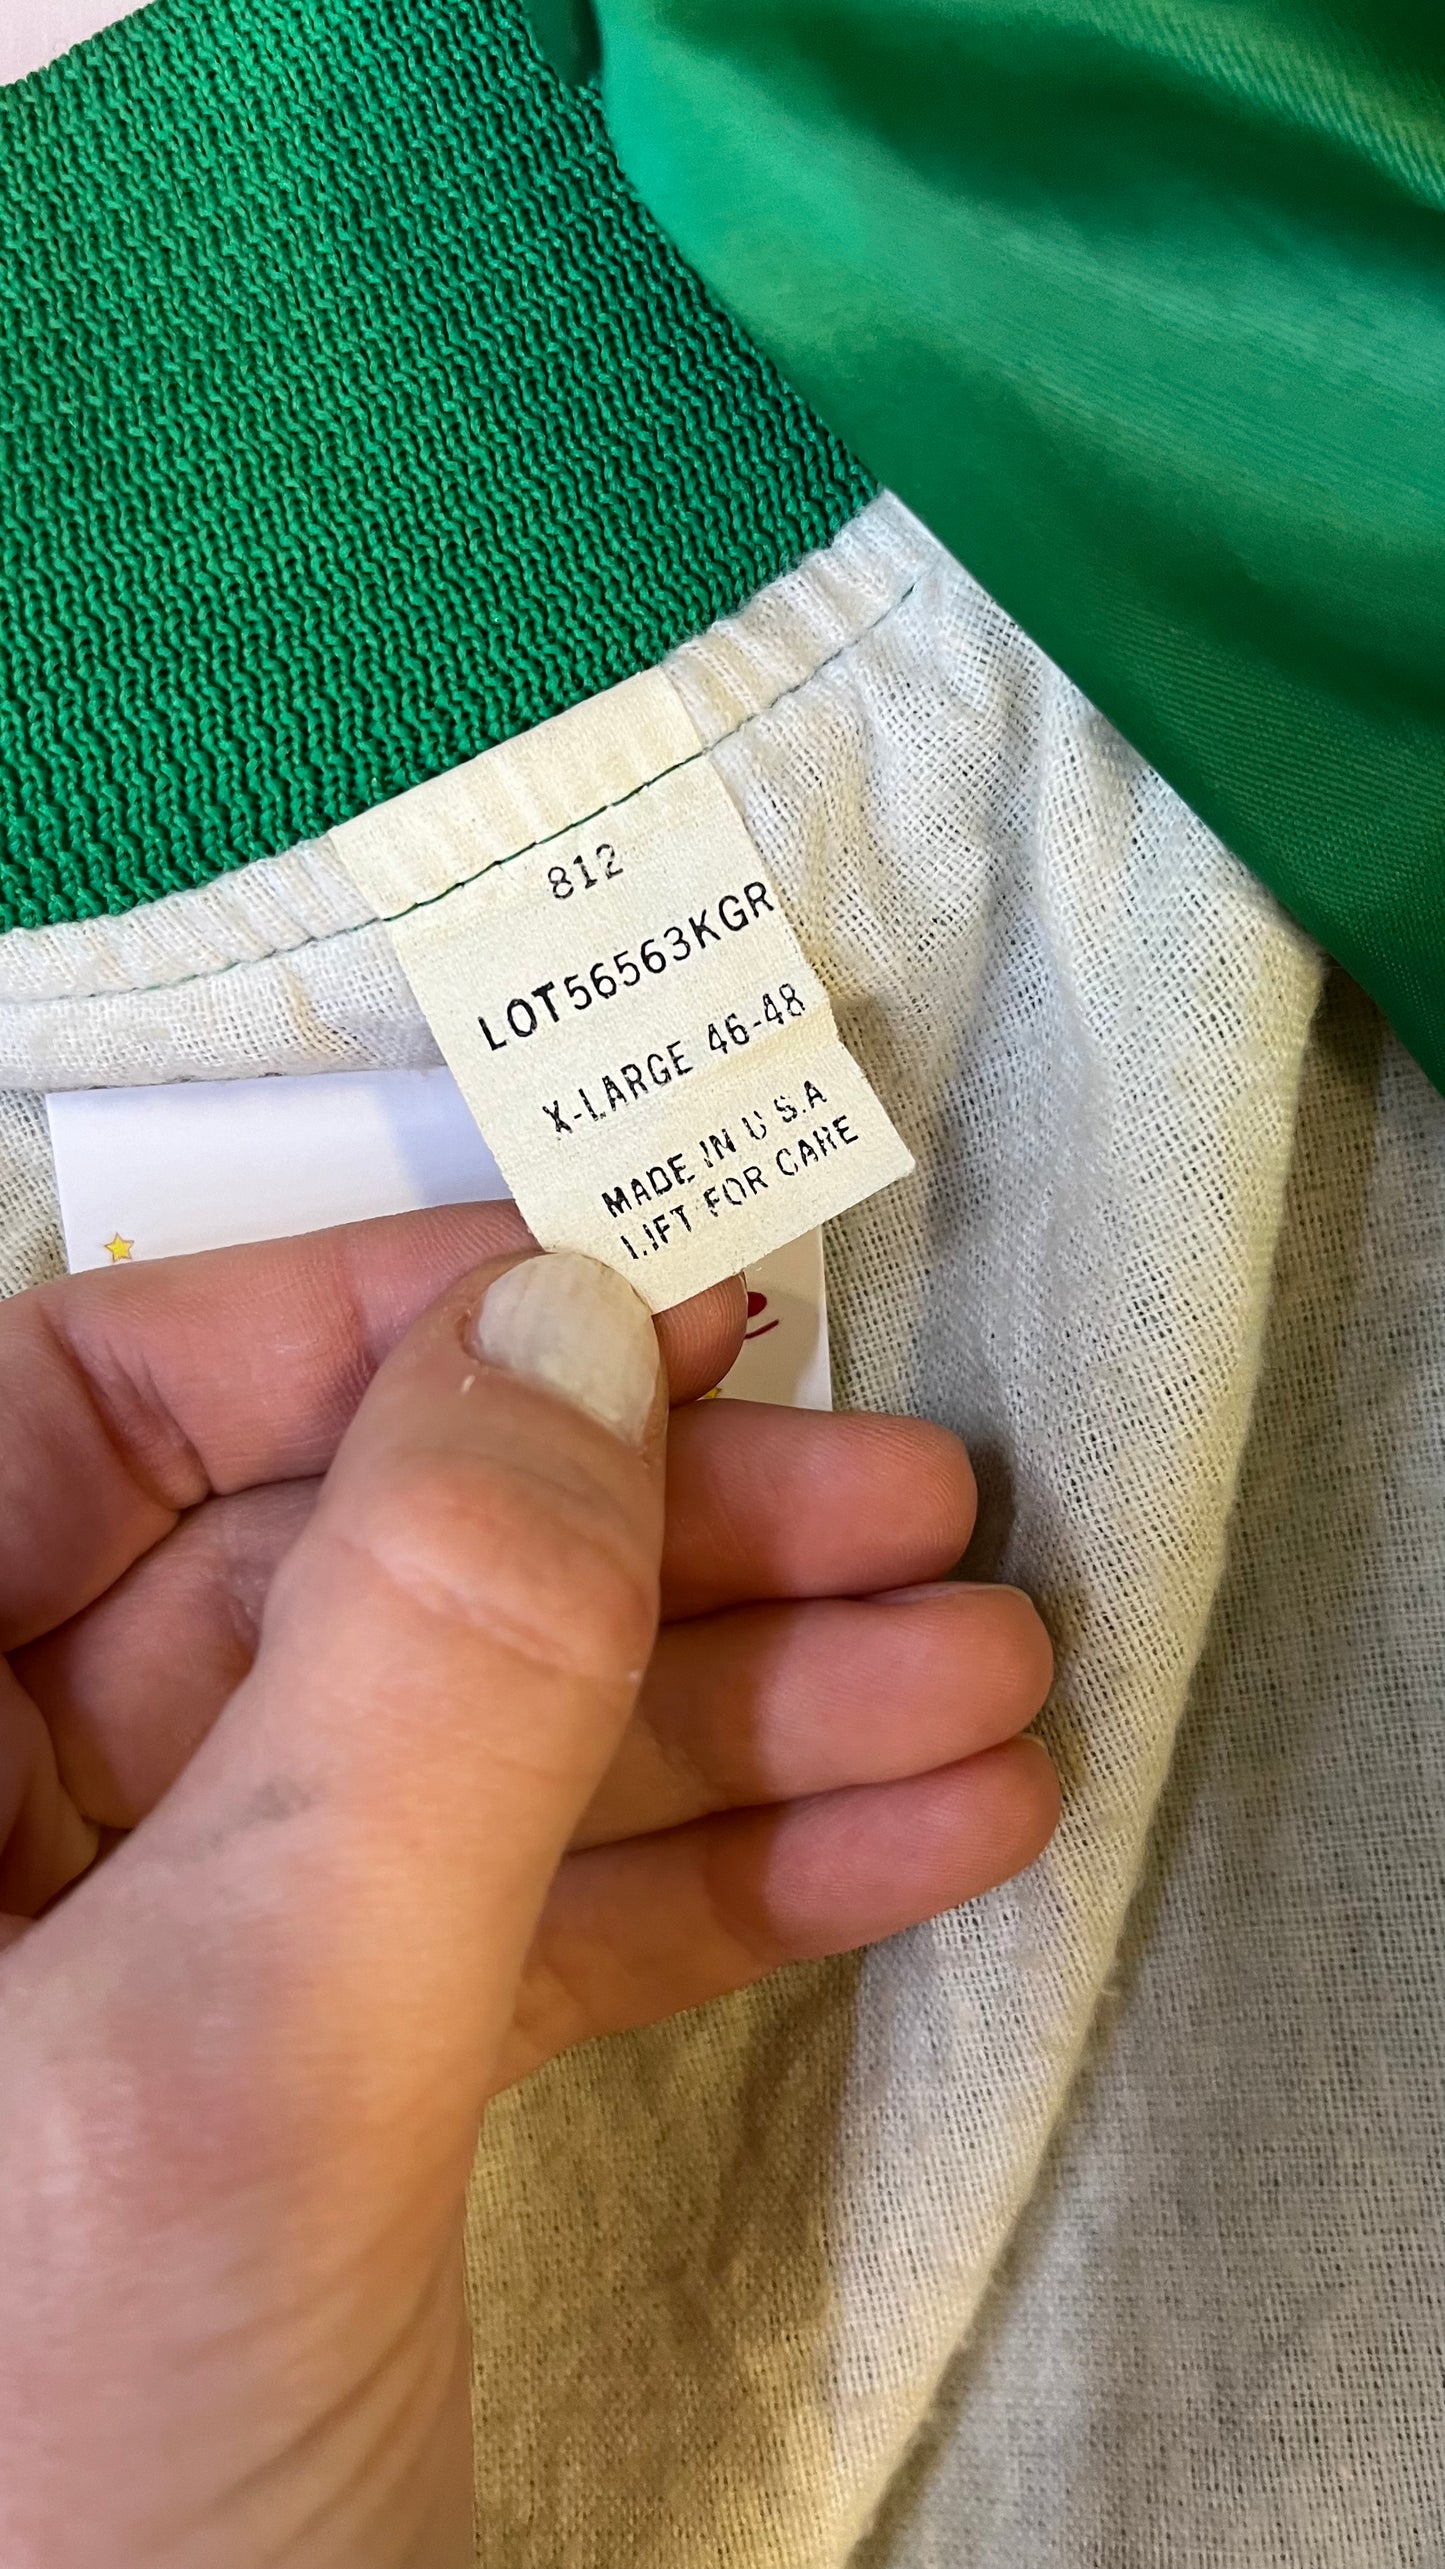 812
LOT56563KGR
X-LARGE 46-48
MADE IN U.S.A
LIFT FOR CARE